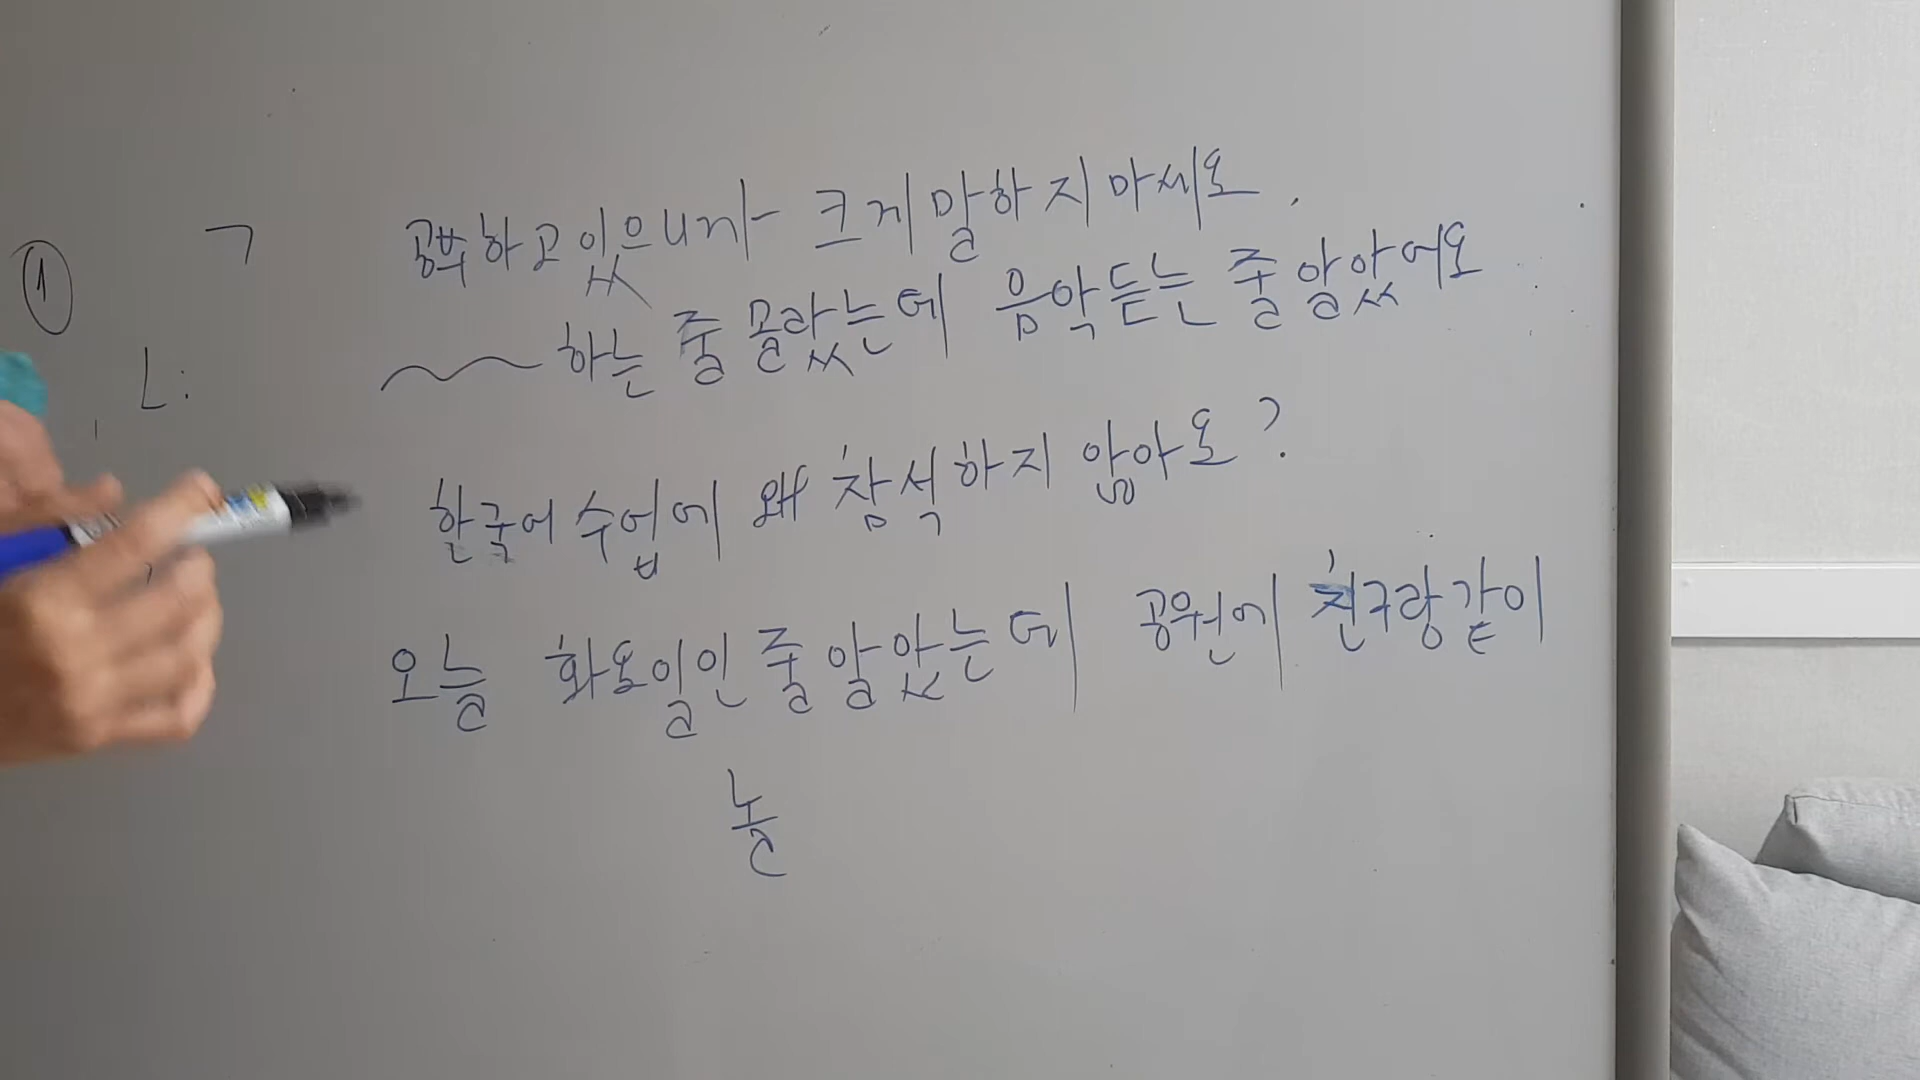 ① ㄱ 공부하고 있으니까 크게 말하지 마세요.
ㄴ: 하는 줄 몰랐는데 음악 듣는 줄 알았어요
한국어 수업에 왜 참석하지 않아요?
오늘 화요일인 줄 알았는데 공원에 친구랑 같이
놀